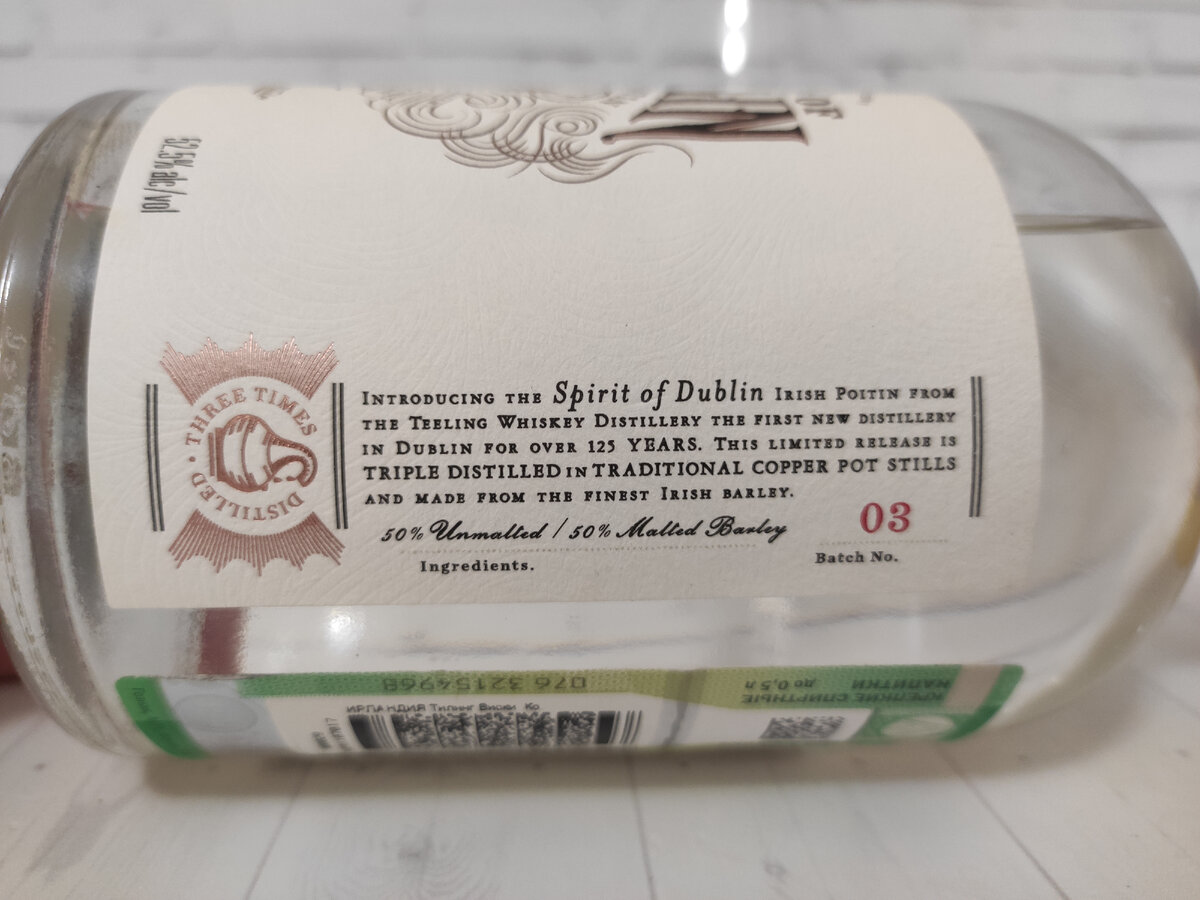 OF
52.5% alc/vol
THREE TIMES
DISTILLED
INTRODUCING THE Spirit of Dublin IRISH POITIN FROM
THE TEELING WHISKEY DISTILLERY THE FIRST NEW DISTILLERY
IN DUBLIN FOR OVER 125 YEARS. THIS LIMITED RELEASE IS
TRIPLE DISTILLED IN TRADITIONAL COPPER POT STILLS
AND MADE FROM THE FINEST IRISH BARLEY.
50% Unmalted / 50% Malted Barley
Ingredients.
03
Batch No.
076 32154968
КРЕПКИЕ СПИРТНЫЕ
НАПИТКИ до 0,5 л
ИРЛАНДИЯ Тилинг Виски Ко